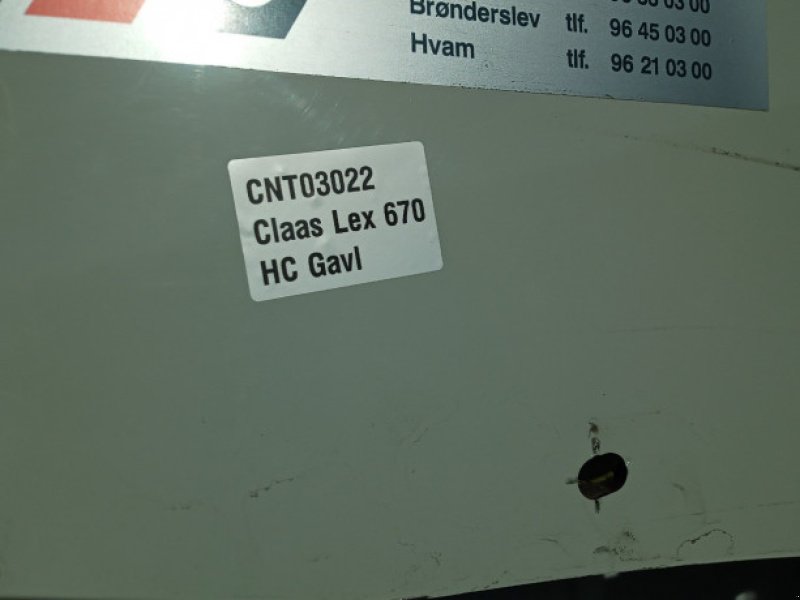 Brønderslev tlf. 96 45 03 00
Hvam tlf. 96 21 03 00
CNT03022
Claas Lex 670
HC Gavl